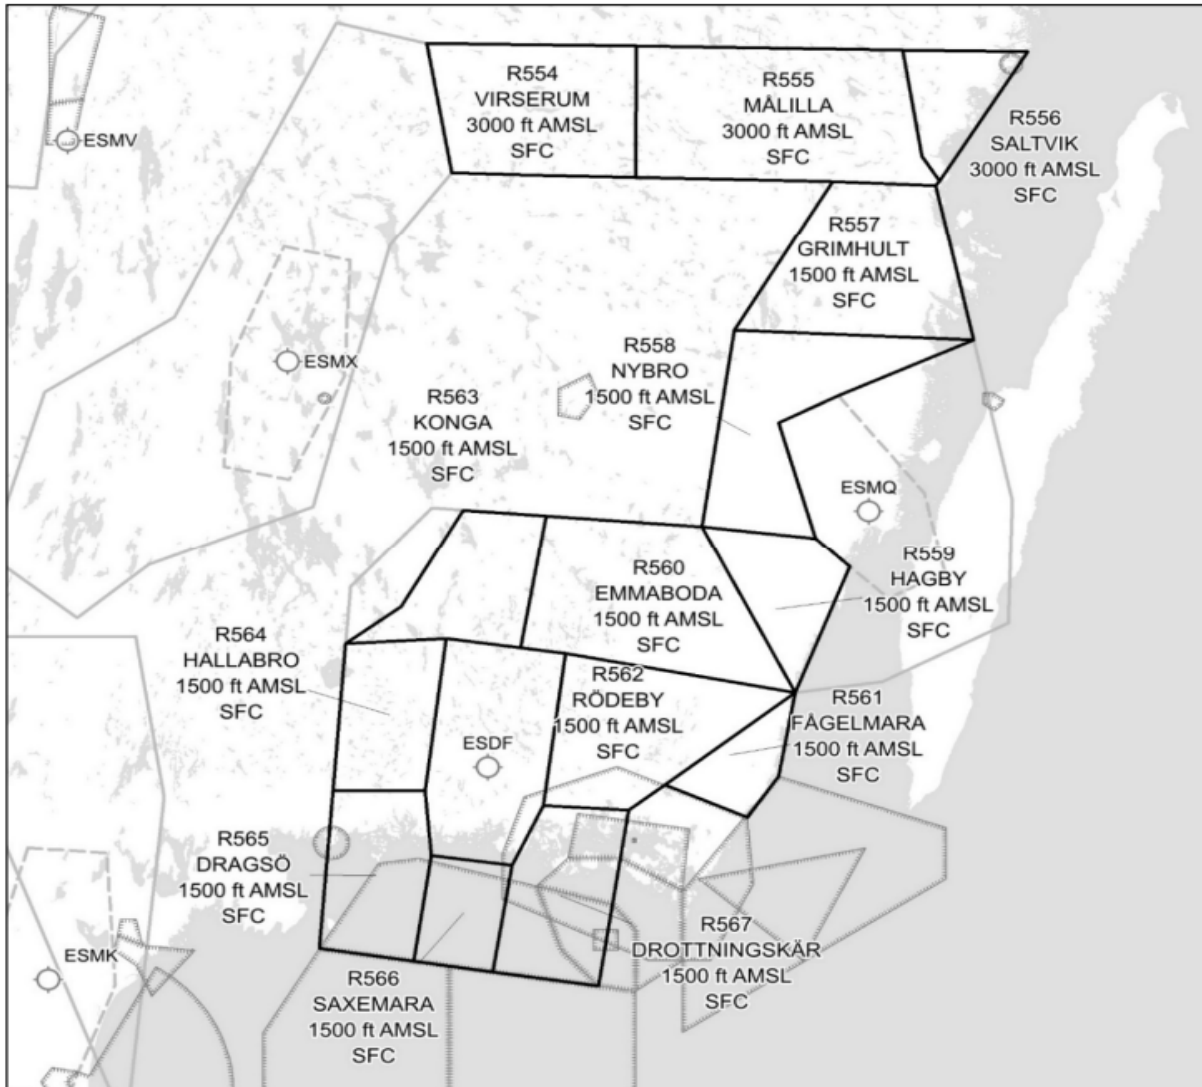 R554
VIRSERUM
3000 ft AMSL
SFC
R555
MÅLILLA
3000 ft AMSL
SFC
R556
SALTVIK
3000 ft AMSL
SFC
ESMV
R557
GRIMHULT
1500 ft AMSL
SFC
ESMX
R558
NYBRO
1500 ft AMSL
SFC
R563
KONGA
1500 ft AMSL
SFC
ESMQ
R559
HAGBY
1500 ft AMSL
SFC
R560
EMMABODA
1500 ft AMSL
SFC
R564
HALLABRO
1500 ft AMSL
SFC
R562
RÖDEBY
1500 ft AMSL
SFC
R561
FÅGELMARA
1500 ft AMSL
SFC
ESDF
R565
DRAGSÖ
1500 ft AMSL
SFC
R567
DROTTNINGSKÄR
1500 ft AMSL
SFC
ESMK
R566
SAXEMARA
1500 ft AMSL
SFC